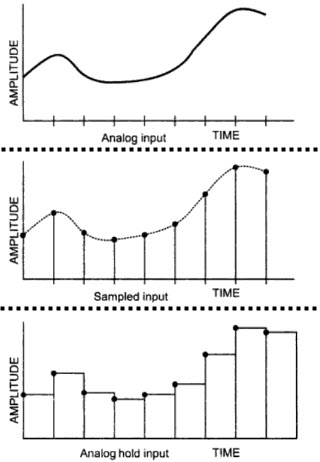 AMPLITUDE
Analog input TIME
AMPLITUDE
Sampled input TIME
AMPLITUDE
Analog hold input TIME